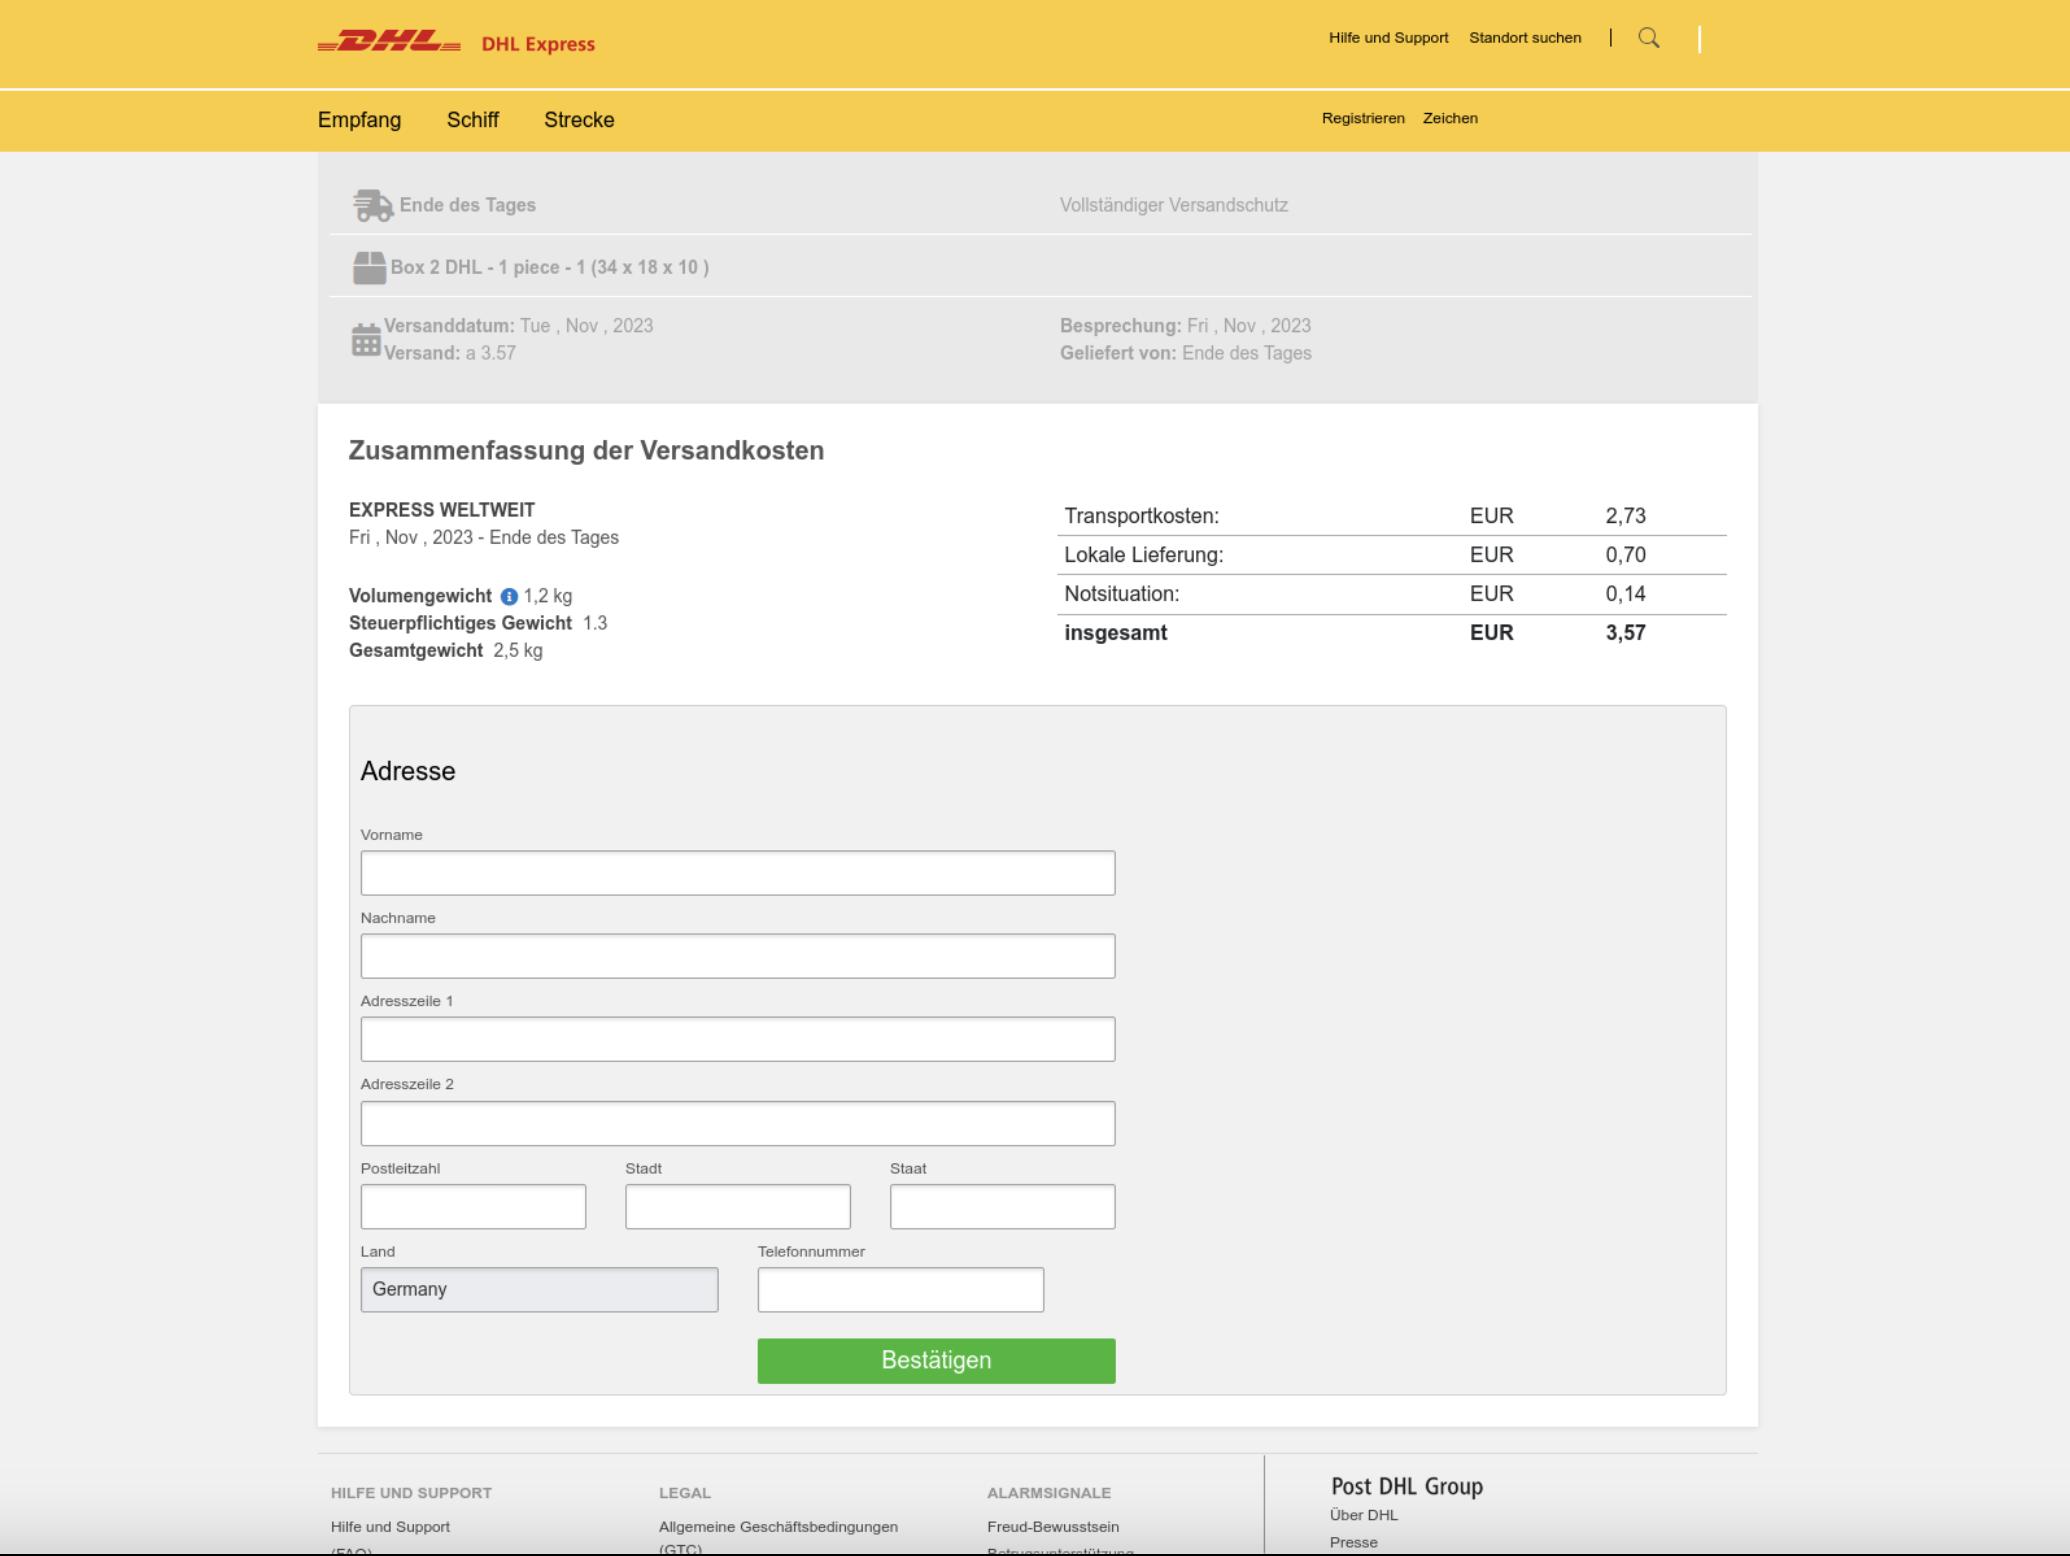 DHL DHL Express
Hilfe und Support Standort suchen
Empfang Schiff Strecke
Registrieren Zeichen
Ende des Tages
Vollständiger Versandschutz
Box 2 DHL - 1 piece - 1 (34 x 18 x 10 )
Versanddatum: Tue , Nov , 2023
Versand: a 3.57
Besprechung: Fri , Nov , 2023
Geliefert von: Ende des Tages
Zusammenfassung der Versandkosten
EXPRESS WELTWEIT
Fri , Nov , 2023 - Ende des Tages
Volumengewicht 1,2 kg
Steuerpflichtiges Gewicht 1.3
Gesamtgewicht 2,5 kg
Transportkosten: EUR 2,73
Lokale Lieferung: EUR 0,70
Notsituation: EUR 0,14
insgesamt EUR 3,57
Adresse
Vorname
Nachname
Adresszeile 1
Adresszeile 2
Postleitzahl Stadt Staat
Land Telefonnummer
Germany
Bestätigen
HILFE UND SUPPORT
Hilfe und Support
(FAQ)
LEGAL
Allgemeine Geschäftsbedingungen
(GTC)
ALARMSIGNALE
Freud-Bewusstsein
Betrugsunterstützung
Post DHL Group
Über DHL
Presse